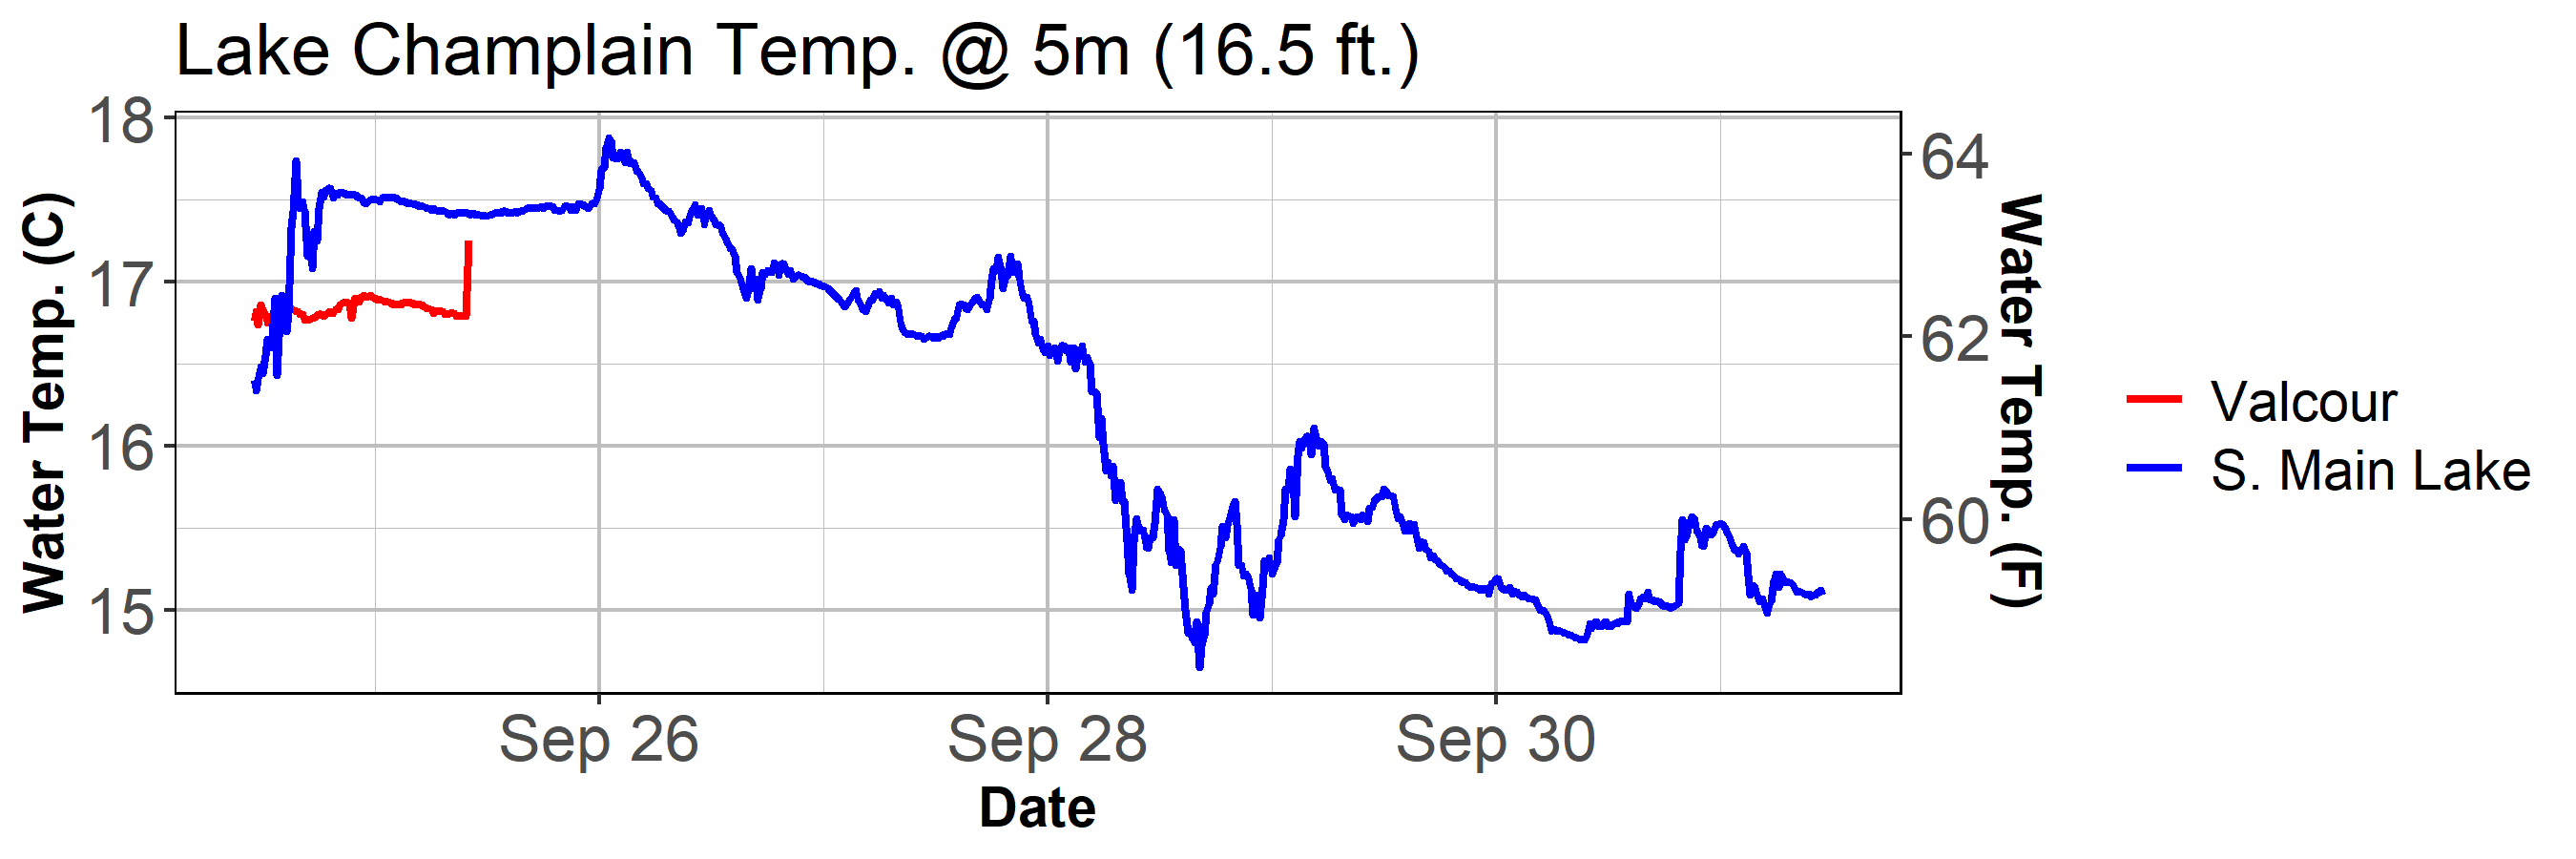 Lake Champlain Temp. @ 5m (16.5 ft.)
Water Temp. (C)
18
17
16
15
64
62
60
Water Temp. (F)
Sep 26
Sep 28
Sep 30
Date
Valcour
S. Main Lake